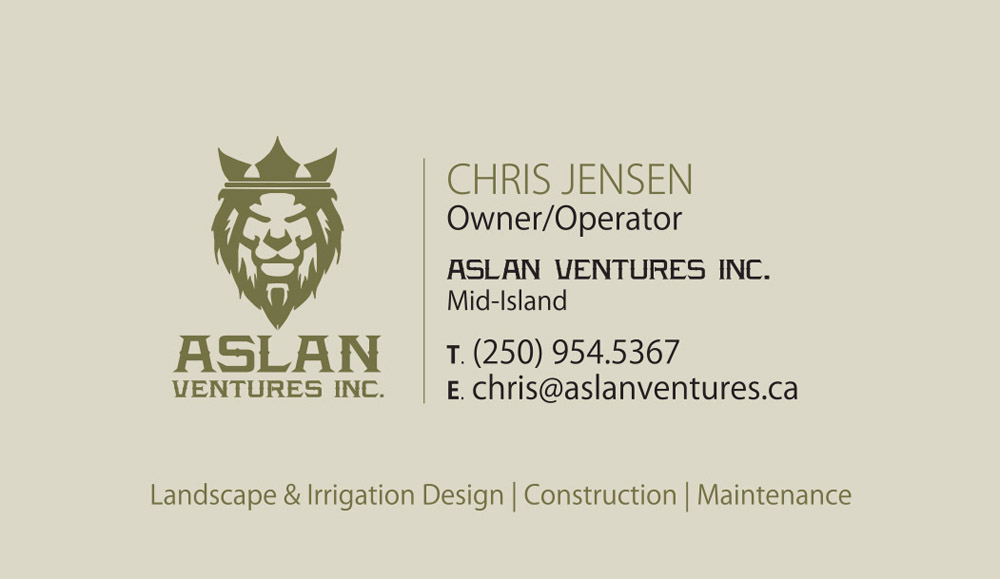 ASLAN
VENTURES INC.
CHRIS JENSEN
Owner/Operator
ASLAN VENTURES INC.
Mid-Island
T. (250) 954.5367
E. chris@aslanventures.ca
Landscape & Irrigation Design | Construction | Maintenance